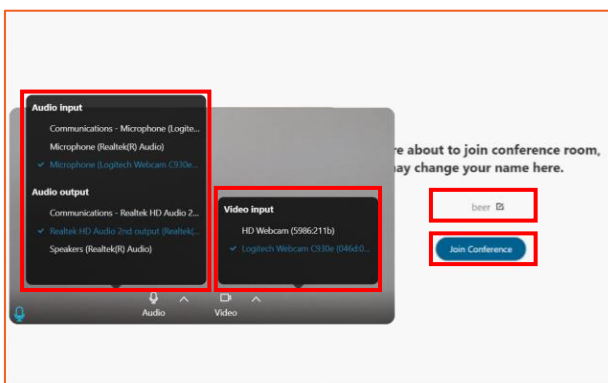 Audio input
Communications - Microphone (Logite...
Microphone (Realtek(R) Audio)
Microphone (Logitech Webcam C930e...
Audio output
Communications - Realtek HD Audio 2...
Realtek HD Audio 2nd output (Realtek(...
Speakers (Realtek(R) Audio)
Video input
HD Webcam (5986:211b)
Logitech Webcam C930e (046d:0...
Audio
Video
re about to join conference room,
ay change your name here.
beer
Join Conference